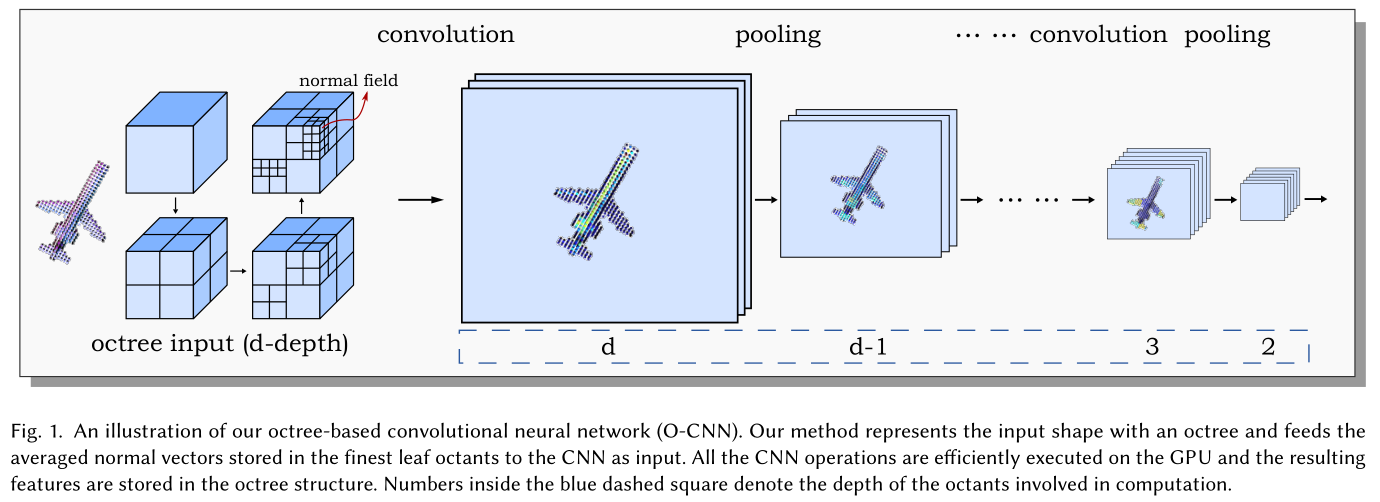 convolution pooling ··· ··· convolution pooling
normal field
··· ···
octree input (d-depth)
d d-1 3 2
Fig. 1. An illustration of our octree-based convolutional neural network (O-CNN). Our method represents the input shape with an octree and feeds the
averaged normal vectors stored in the finest leaf octants to the CNN as input. All the CNN operations are efficiently executed on the GPU and the resulting
features are stored in the octree structure. Numbers inside the blue dashed square denote the depth of the octants involved in computation.